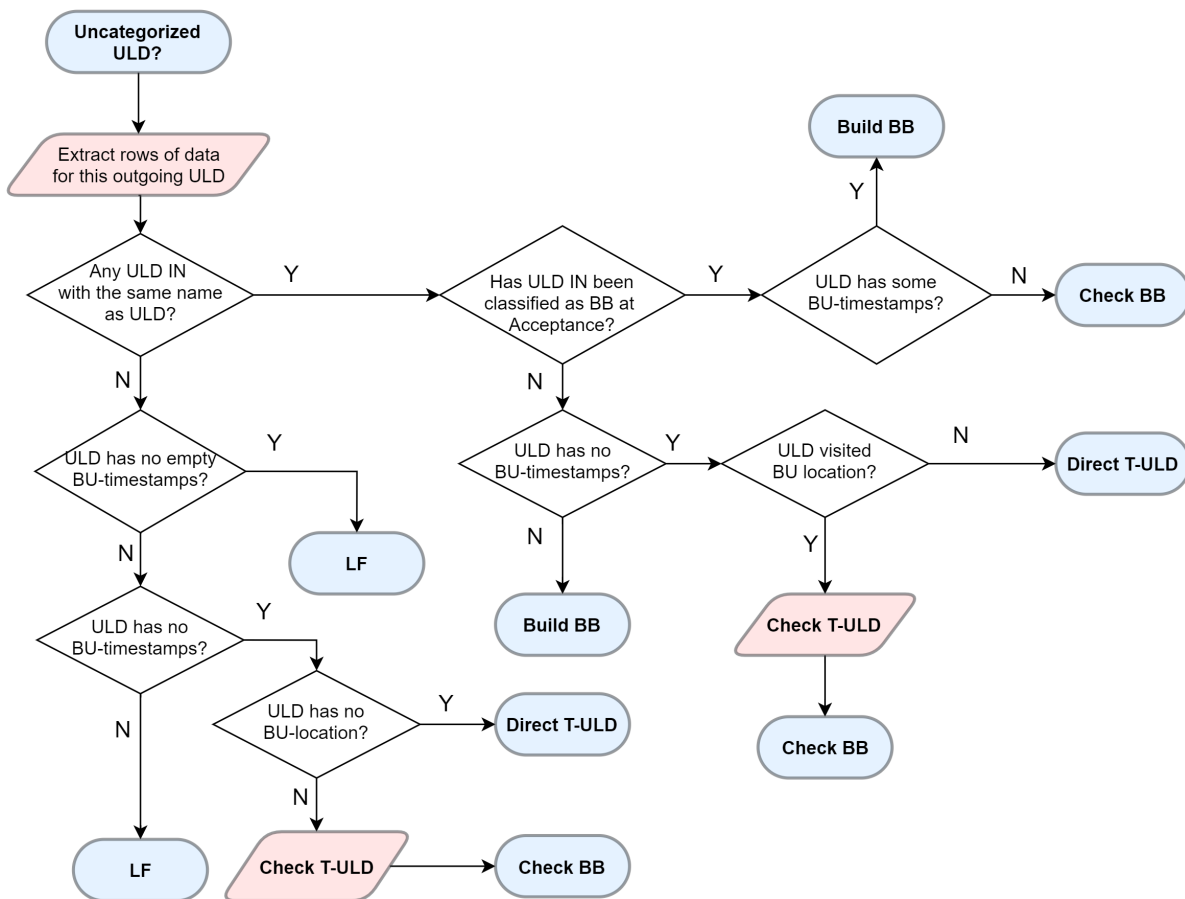 Uncategorized
ULD?
Extract rows of data
for this outgoing ULD
Any ULD IN
with the same name
as ULD?
Y
Has ULD IN been
classified as BB at
Acceptance?
Y
Build BB
Y
ULD has some
BU-timestamps?
N
Check BB
N
ULD has no empty
BU-timestamps?
Y
LF
N
ULD has no
BU-timestamps?
Y
ULD visited
BU location?
N
Direct T-ULD
N
Build BB
Y
Check T-ULD
Check BB
N
ULD has no
BU-timestamps?
Y
ULD has no
BU-location?
Y
Direct T-ULD
N
LF
N
Check T-ULD
Check BB